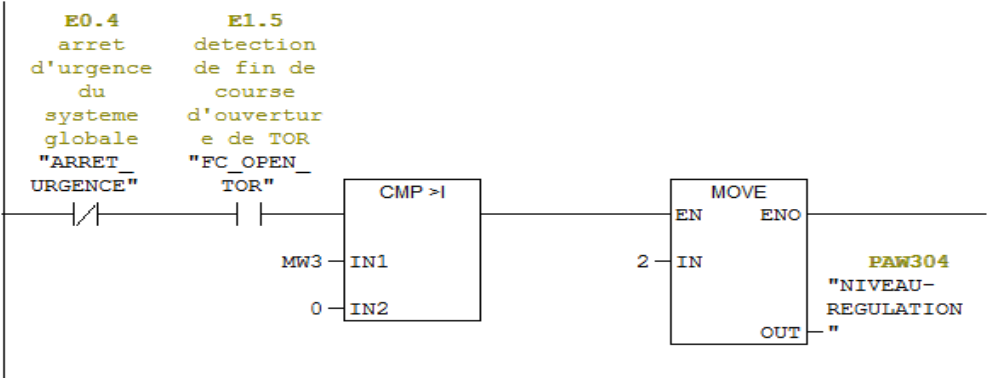 E0.4
arret
d'urgence
du
systeme
globale
"ARRET_
URGENCE"
E1.5
detection
de fin de
course
d'ouvertur
e de TOR
"FC_OPEN_
TOR"
CMP >I
MW3
IN1
0
IN2
MOVE
EN
ENO
2
IN
PAW304
"NIVEAU-
REGULATION
"
OUT